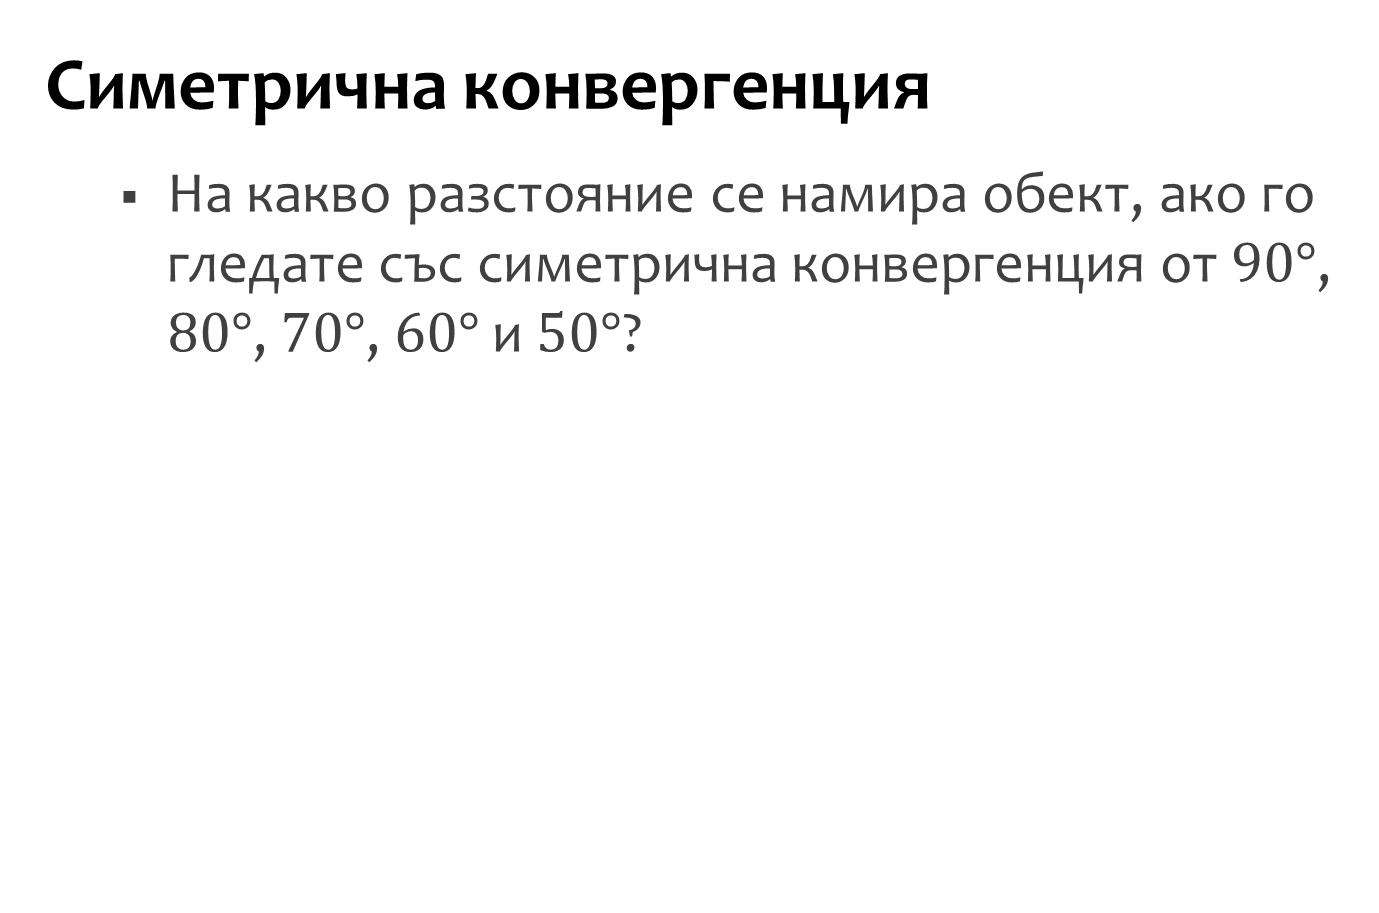 Симетрична конвергенция
▪ На какво разстояние се намира обект, ако го
гледате със симетрична конвергенция от 90°,
80°, 70°, 60° и 50°?